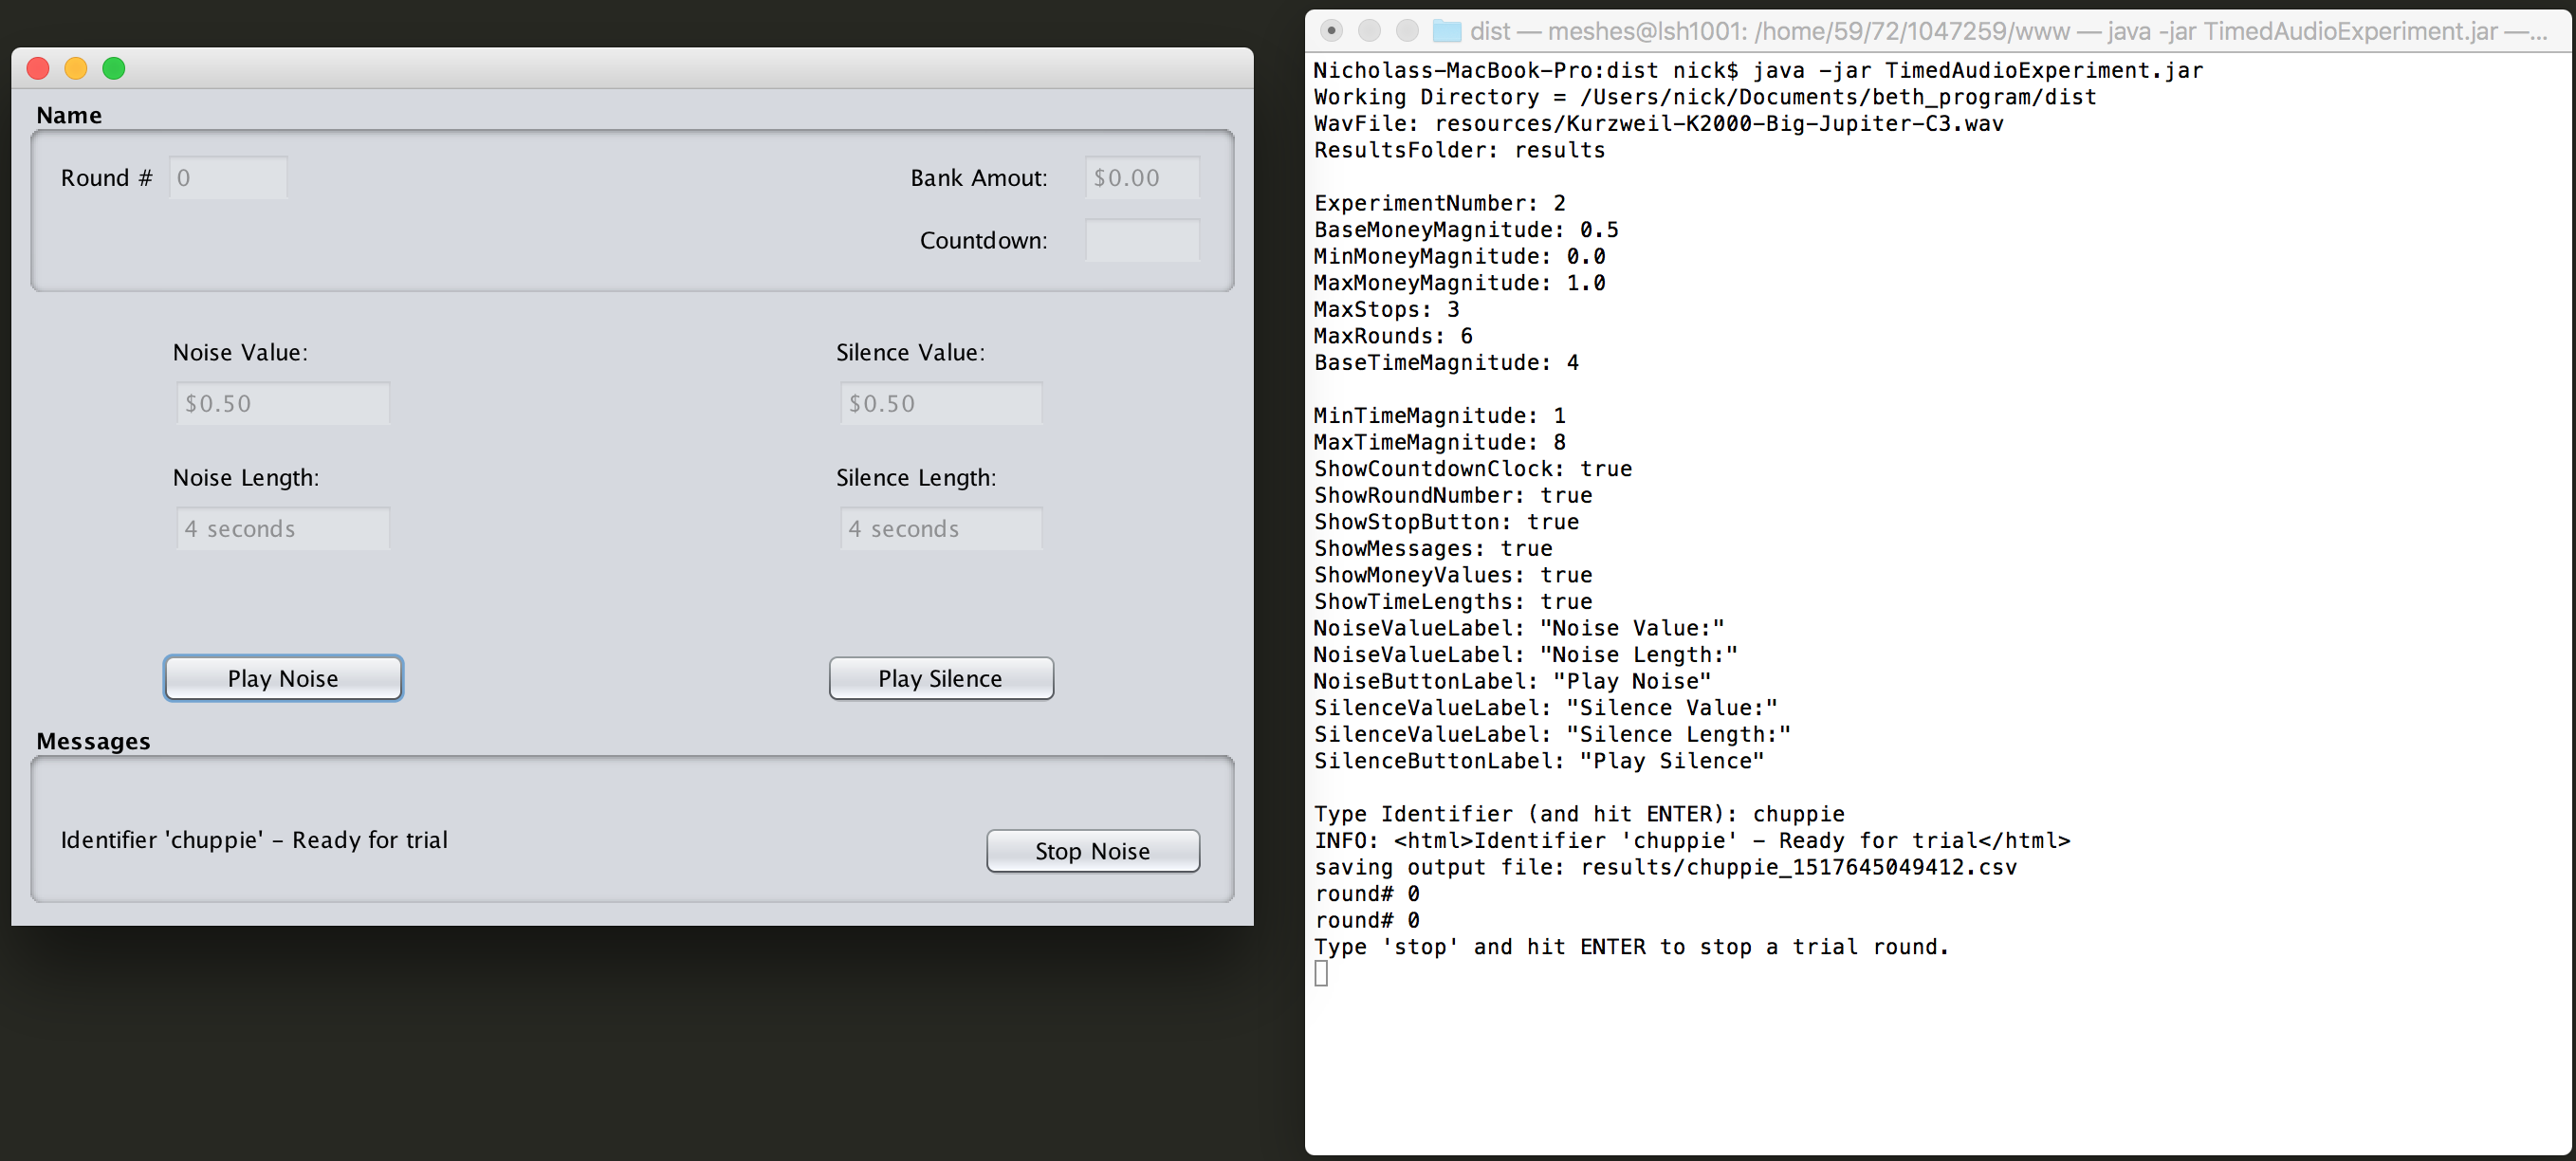 Name
Round # 0
Bank Amout: $0.00
Countdown:
Noise Value:
Silence Value:
$0.50
$0.50
Noise Length:
Silence Length:
4 seconds
4 seconds
Play Noise
Play Silence
Messages
Identifier 'chuppie' - Ready for trial
Stop Noise
dist — meshes@lsh1001: /home/59/72/1047259/www — java -jar TimedAudioExperiment.jar —...
Nicholass-MacBook-Pro:dist nick$ java -jar TimedAudioExperiment.jar
Working Directory = /Users/nick/Documents/beth_program/dist
WavFile: resources/Kurzweil-K2000-Big-Jupiter-C3.wav
ResultsFolder: results
ExperimentNumber: 2
BaseMoneyMagnitude: 0.5
MinMoneyMagnitude: 0.0
MaxMoneyMagnitude: 1.0
MaxStops: 3
MaxRounds: 6
BaseTimeMagnitude: 4
MinTimeMagnitude: 1
MaxTimeMagnitude: 8
ShowCountdownClock: true
ShowRoundNumber: true
ShowStopButton: true
ShowMessages: true
ShowMoneyValues: true
ShowTimeLengths: true
NoiseValueLabel: "Noise Value:"
NoiseValueLabel: "Noise Length:"
NoiseButtonLabel: "Play Noise"
SilenceValueLabel: "Silence Value:"
SilenceValueLabel: "Silence Length:"
SilenceButtonLabel: "Play Silence"
Type Identifier (and hit ENTER): chuppie
INFO: <html>Identifier 'chuppie' - Ready for trial</html>
saving output file: results/chuppie_1517645049412.csv
round# 0
round# 0
Type 'stop' and hit ENTER to stop a trial round.